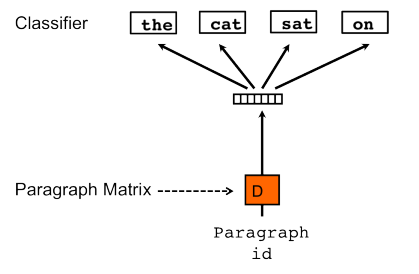 Classifier the cat sat on
Paragraph Matrix D
Paragraph
id